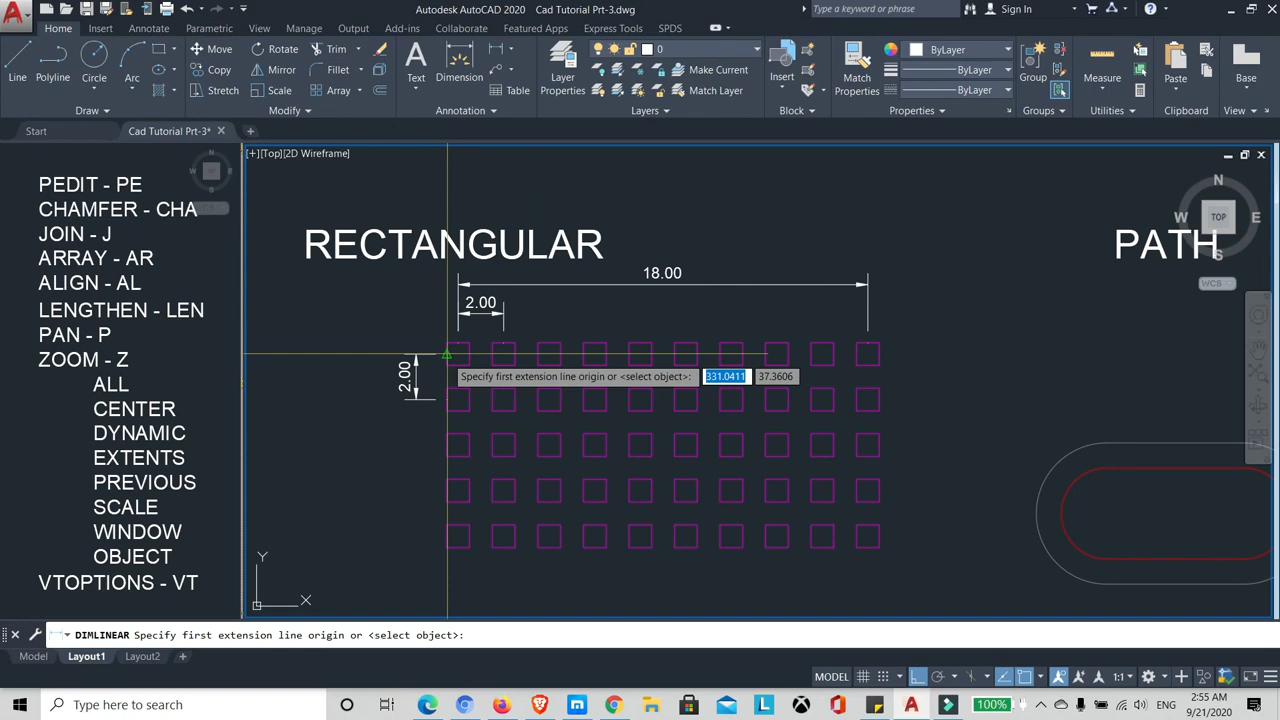 Autodesk AutoCAD 2020 Cad Tutorial Prt-3.dwg
Type a keyword or phrase
Sign In
Home Insert Annotate Parametric View Manage Output Add-ins Collaborate Featured Apps Express Tools SPDS
Line Polyline Circle Arc
Move Rotate Trim
Copy Mirror Fillet
Stretch Scale Array
Text Dimension
Table
Layer Properties
0
Make Current
Match Layer
Insert
Match Properties
ByLayer
ByLayer
ByLayer
Group
Measure
Paste
Base
Draw Modify Annotation Layers Block Properties Groups Utilities Clipboard View
Start Cad Tutorial Prt-3*
[+][Top][2D Wireframe]
PEDIT - PE
CHAMFER - CHA
JOIN - J
ARRAY - AR
ALIGN - AL
LENGTHEN - LEN
PAN - P
ZOOM - Z
ALL
CENTER
DYNAMIC
EXTENTS
PREVIOUS
SCALE
WINDOW
OBJECT
VTOPTIONS - VT
N
W
E
S
WCS
RECTANGULAR
PATH
N
W TOP E
S
WCS
18.00
2.00
2.00
Specify first extension line origin or <select object>: 331.0411 37.3606
Y
X
DIMLINEAR Specify first extension line origin or <select object>:
Model Layout1 Layout2
MODEL
1:1
Type here to search
100%
ENG
2:55 AM
9/21/2020